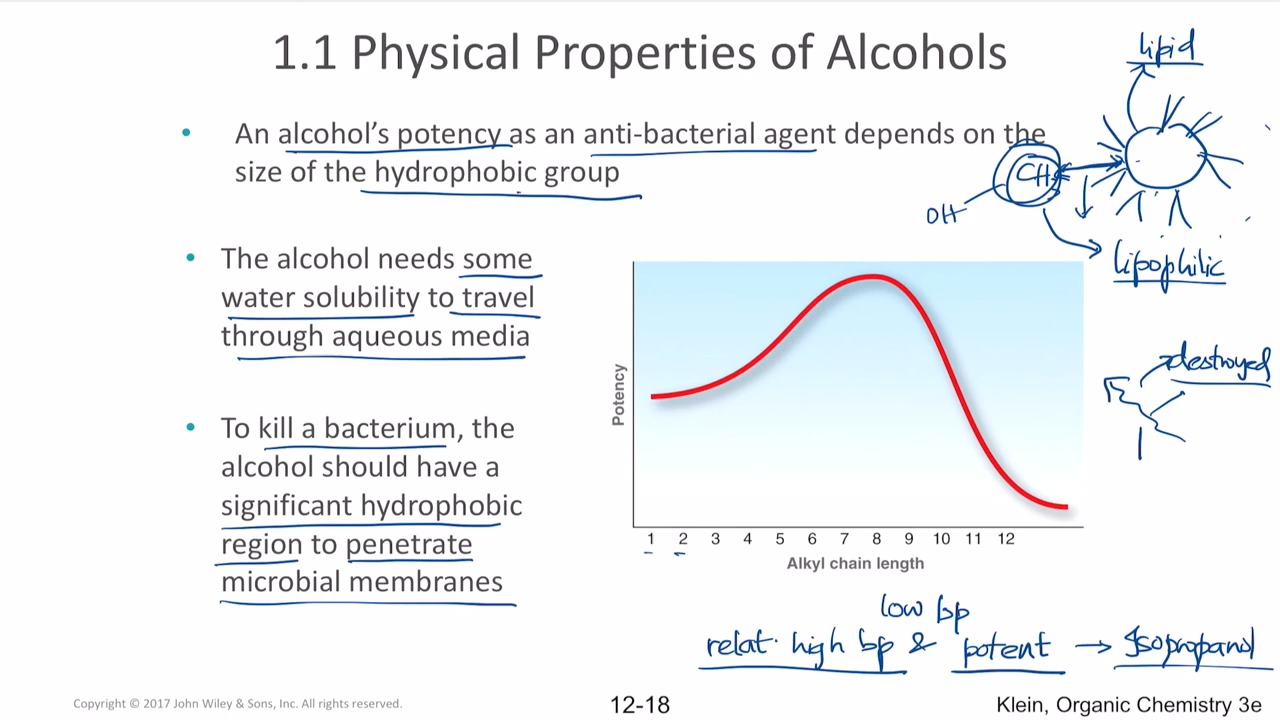 1.1 Physical Properties of Alcohols
lipid
• An alcohol's potency as an anti-bacterial agent depends on the
size of the hydrophobic group
CH₂
OH
lipophilic
• The alcohol needs some
water solubility to travel
through aqueous media
destroyed
• To kill a bacterium, the
alcohol should have a
significant hydrophobic
region to penetrate
microbial membranes
Potency
1 2 3 4 5 6 7 8 9 10 11 12
Alkyl chain length
low bp
relat. high bp & potent → Isopropanol
Copyright © 2017 John Wiley & Sons, Inc. All rights reserved.
12-18
Klein, Organic Chemistry 3e